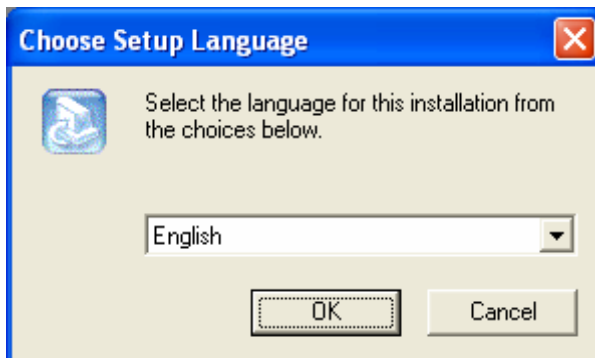 Choose Setup Language
Select the language for this installation from
the choices below.
English
OK
Cancel